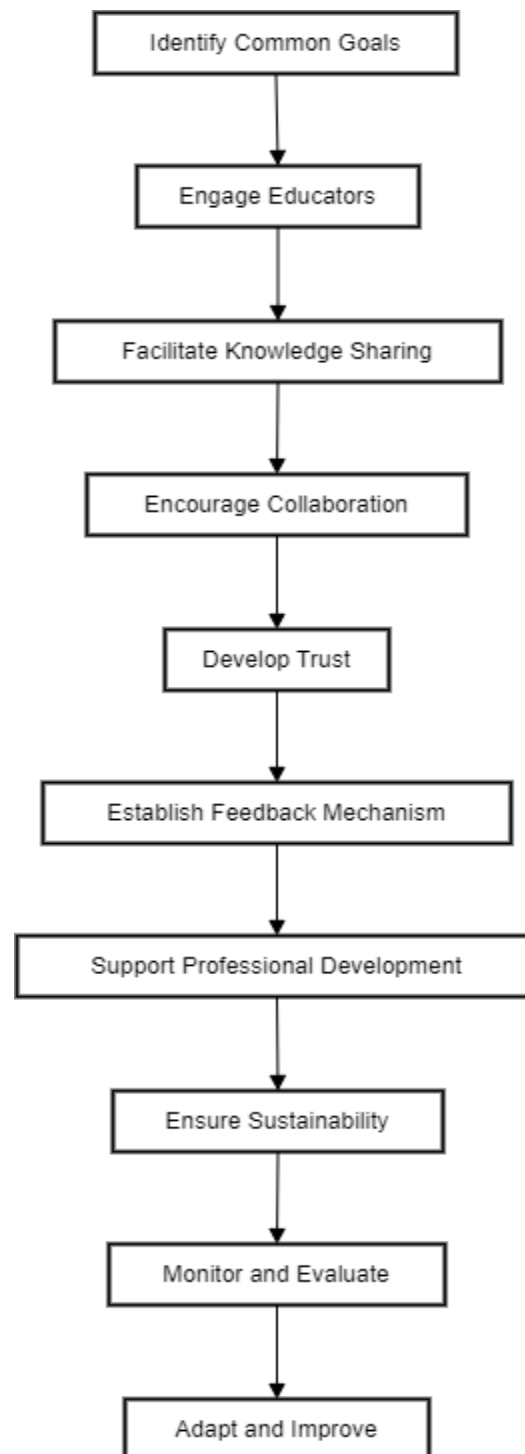 Identify Common Goals
Engage Educators
Facilitate Knowledge Sharing
Encourage Collaboration
Develop Trust
Establish Feedback Mechanism
Support Professional Development
Ensure Sustainability
Monitor and Evaluate
Adapt and Improve